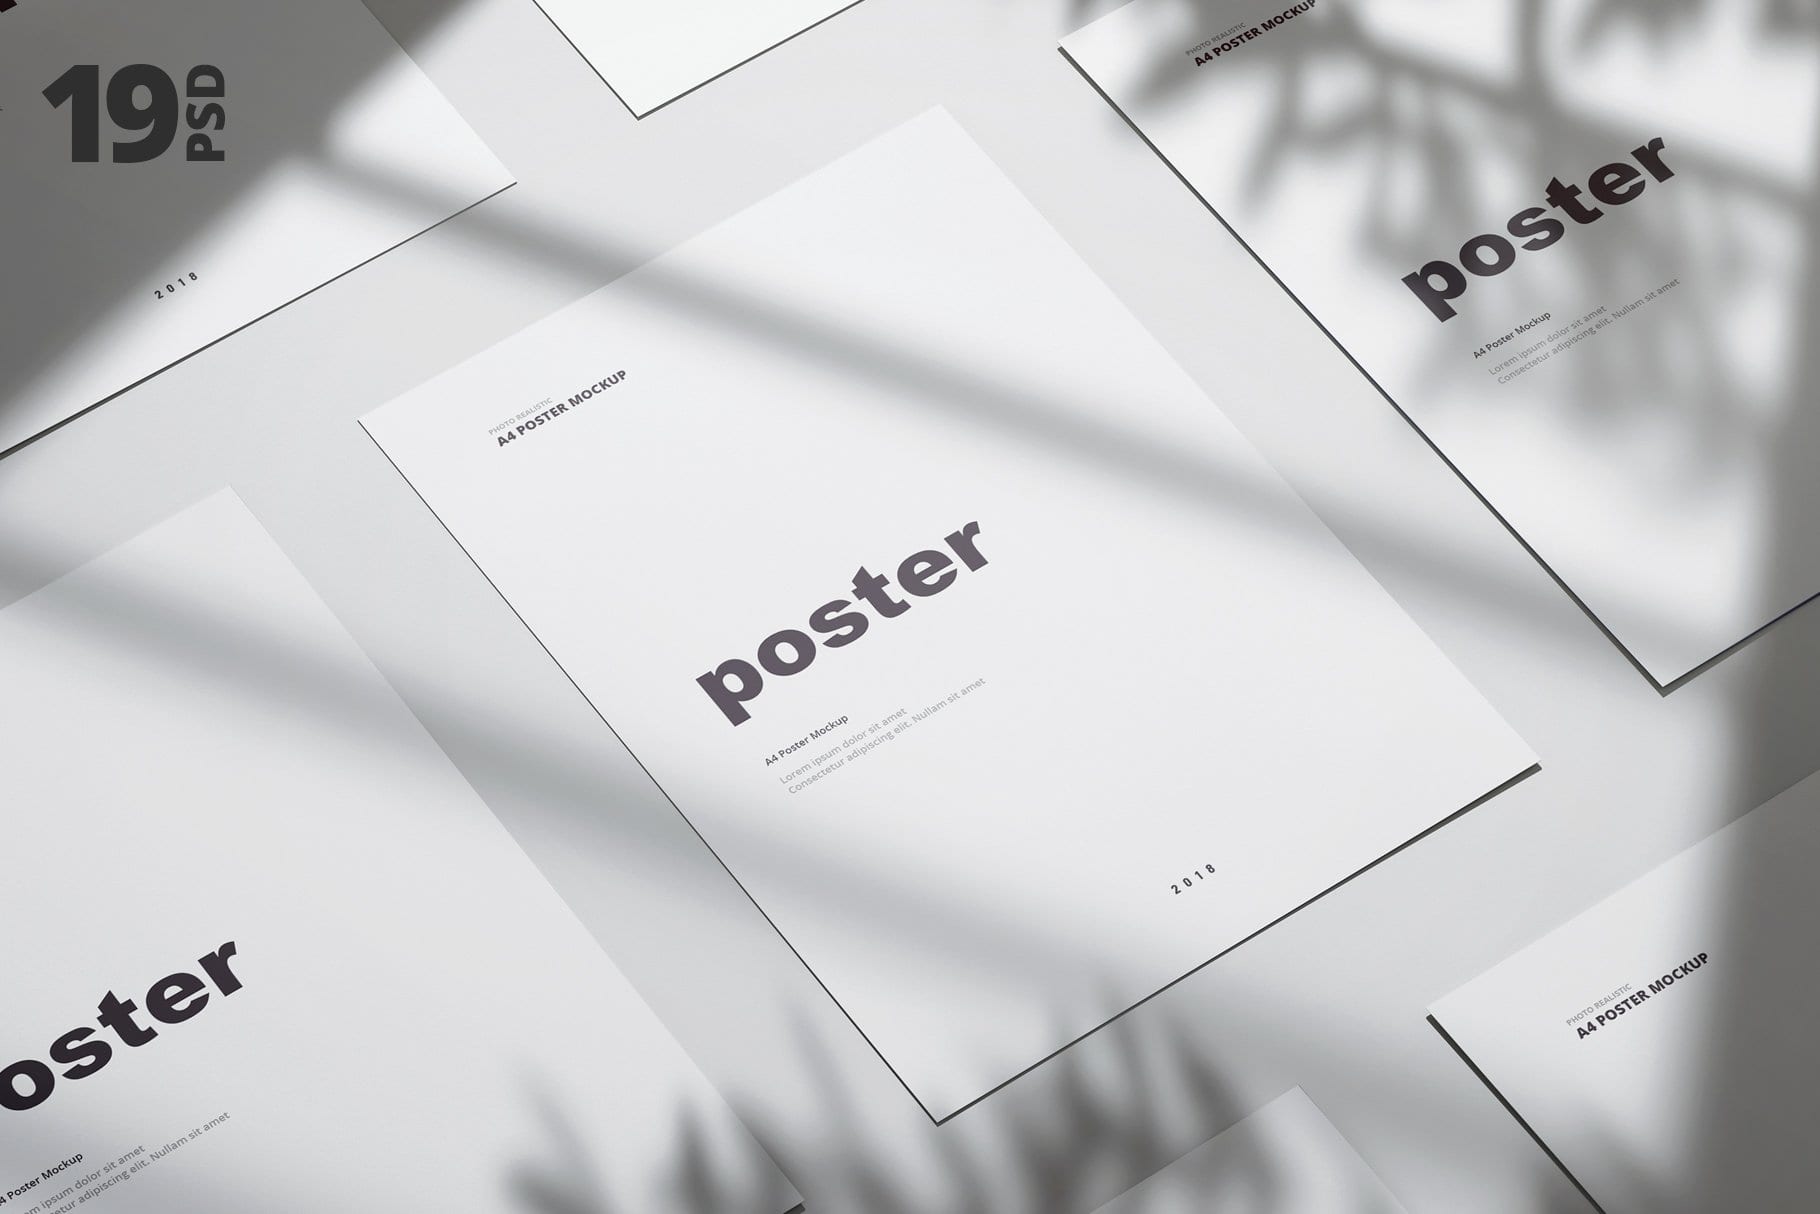 19 PSD
2018
PHOTO REALISTIC
A4 POSTER MOCKUP
poster
A4 Poster Mockup
Lorem ipsum dolor sit amet
Consectetur adipiscing elit. Nullam sit amet
PHOTO REALISTIC
A4 POSTER MOCKUP
poster
A4 Poster Mockup
Lorem ipsum dolor sit amet
Consectetur adipiscing elit. Nullam sit amet
2018
oster
A4 Poster Mockup
ipsum dolor sit amet
adipiscing elit. Nullam sit amet
PHOTO REALISTIC
A4 POSTER MOCKUP